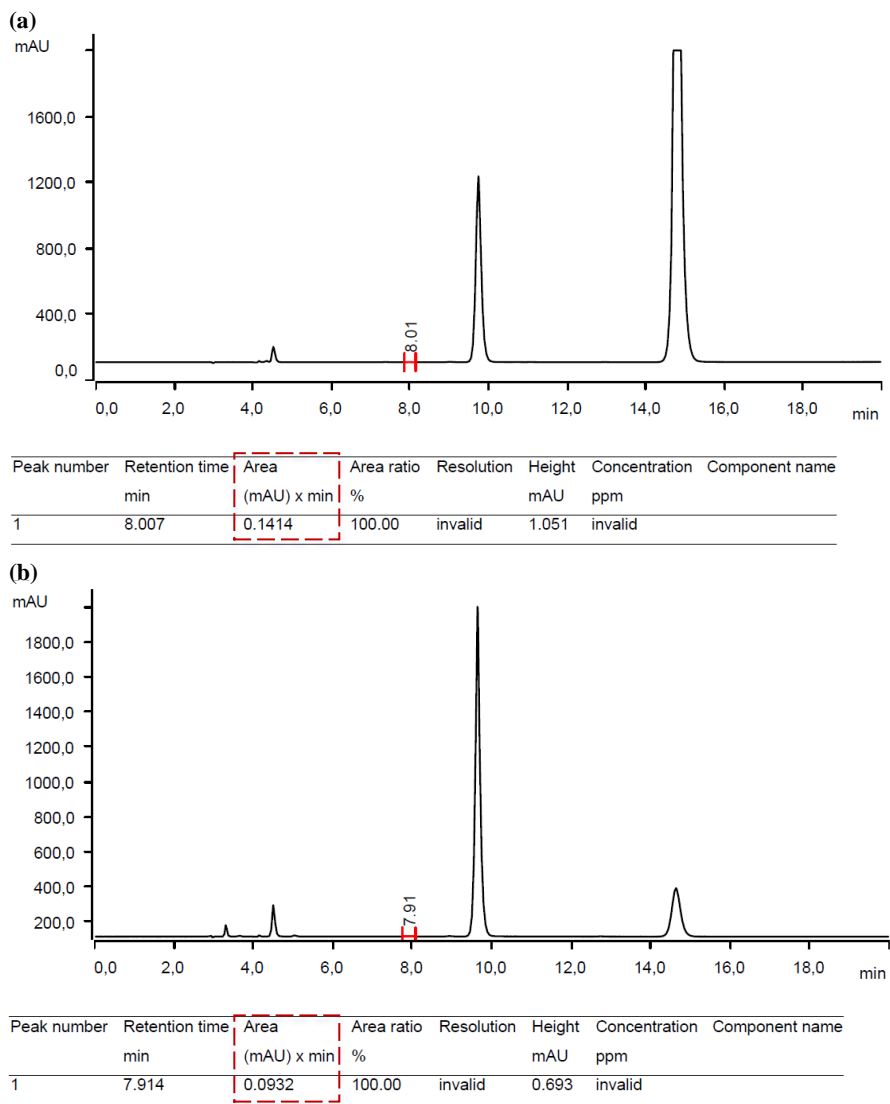 (a)
mAU
1600,0
1200,0
800,0
400,0
0,0
8.01
0,0 2,0 4,0 6,0 8,0 10,0 12,0 14,0 16,0 18,0 min
Peak number Retention time Area Area ratio Resolution Height Concentration Component name
min (mAU) x min % mAU ppm
1 8.007 0.1414 100.00 invalid 1.051 invalid
(b)
mAU
1800,0
1600,0
1400,0
1200,0
1000,0
800,0
600,0
400,0
200,0
7.91
0,0 2,0 4,0 6,0 8,0 10,0 12,0 14,0 16,0 18,0 min
Peak number Retention time Area Area ratio Resolution Height Concentration Component name
min (mAU) x min % mAU ppm
1 7.914 0.0932 100.00 invalid 0.693 invalid